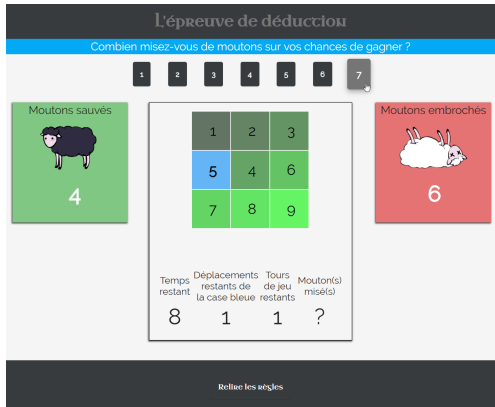 L'épreuve de déduction
Combien misez-vous de moutons sur vos chances de gagner ?
1 2 3 4 5 6 7
Moutons sauvés
4
1 2 3
5 4 6
7 8 9
Temps restant
8
Déplacements restants de la case bleue
1
Tours de jeu restants
1
Mouton(s) misé(s)
?
Moutons embrochés
6
Relire les règles